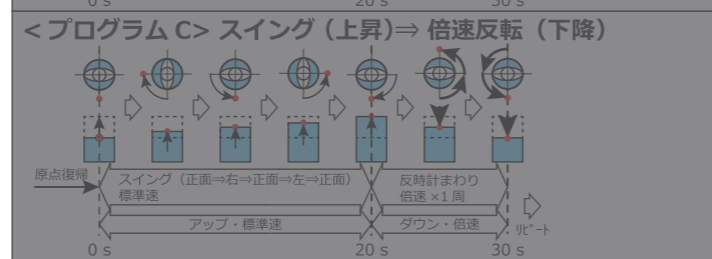 0 s 20 s 30 s
<プログラム C> スイング（上昇）⇒ 倍速反転（下降）
原点復帰
スイング（正面⇒右⇒正面⇒左⇒正面）
標準速
反時計まわり
倍速 ×1 周
アップ・標準速
ダウン・倍速
ﾘﾋﾟｰﾄ
0 s 20 s 30 s